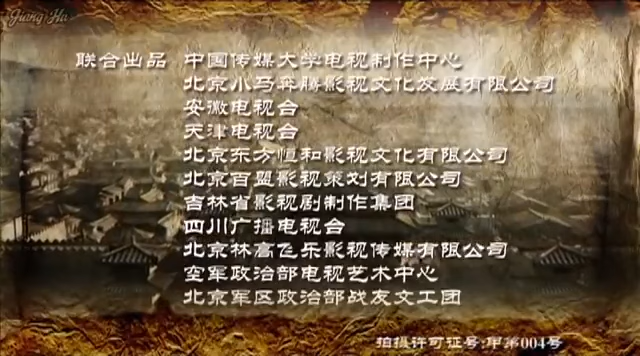 Jiang Hu
联合出品 中国传媒大学电视制作中心
北京小马奔腾影视文化发展有限公司
安徽电视台
天津电视台
北京东方恒和影视文化有限公司
北京百盟影视策划有限公司
吉林省影视剧制作集团
四川广播电视台
北京林高飞乐影视传媒有限公司
空军政治部电视艺术中心
北京军区政治部战友文工团
拍摄许可证号:甲第004号